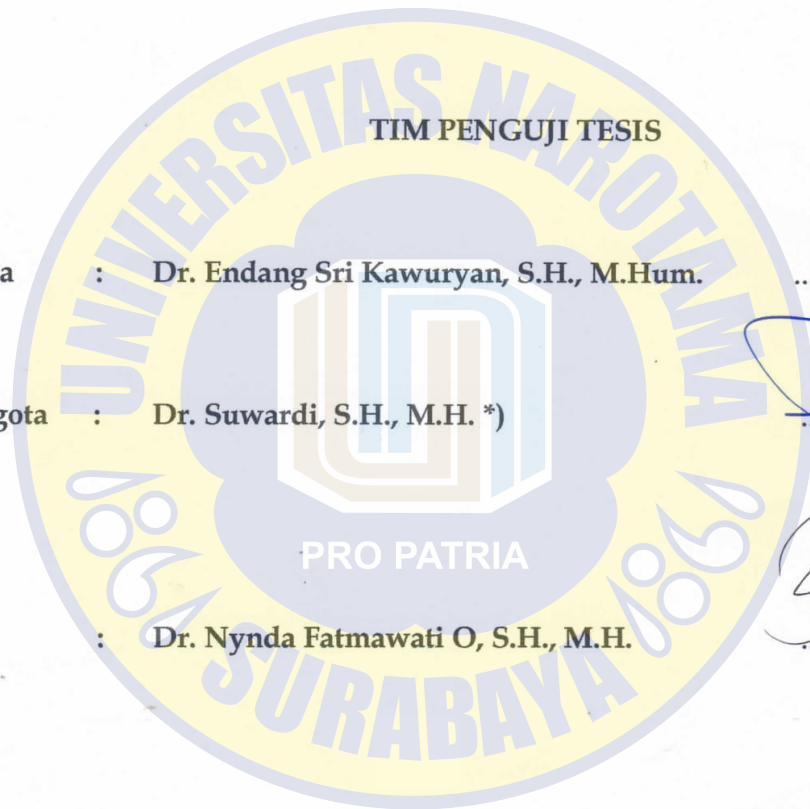 UNIVERSITAS NAROTAMA
TIM PENGUJI TESIS
a : Dr. Endang Sri Kawuryan, S.H., M.Hum. ..
gota : Dr. Suwardi, S.H., M.H. *)
PRO PATRIA
: Dr. Nynda Fatmawati O, S.H., M.H. ..
SURABAYA